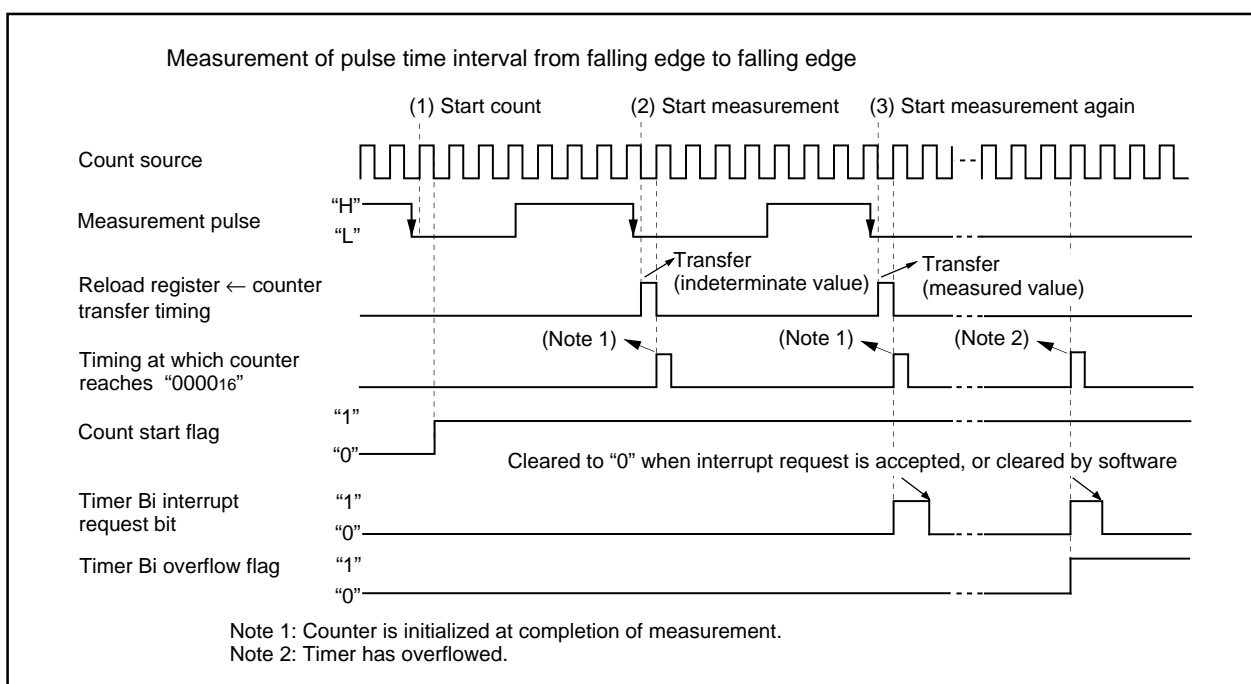 Measurement of pulse time interval from falling edge to falling edge
(1) Start count
(2) Start measurement
(3) Start measurement again
Count source
Measurement pulse
“H”
“L”
Reload register ← counter
transfer timing
Transfer
(indeterminate value)
Transfer
(measured value)
Timing at which counter
reaches “000016”
(Note 1)
(Note 1)
(Note 2)
Count start flag
“1”
“0”
Cleared to “0” when interrupt request is accepted, or cleared by software
Timer Bi interrupt
request bit
“1”
“0”
Timer Bi overflow flag
“1”
“0”
Note 1: Counter is initialized at completion of measurement.
Note 2: Timer has overflowed.